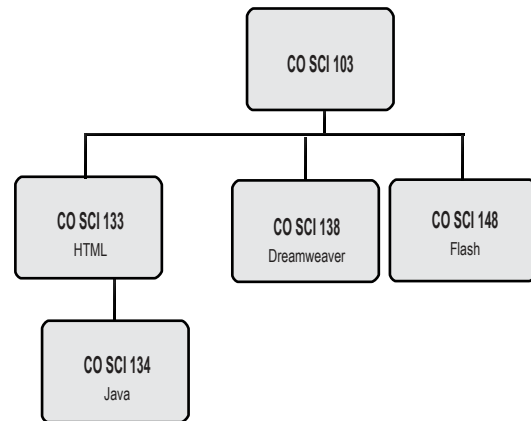 CO SCI 103
CO SCI 133
HTML
CO SCI 138
Dreamweaver
CO SCI 148
Flash
CO SCI 134
Java